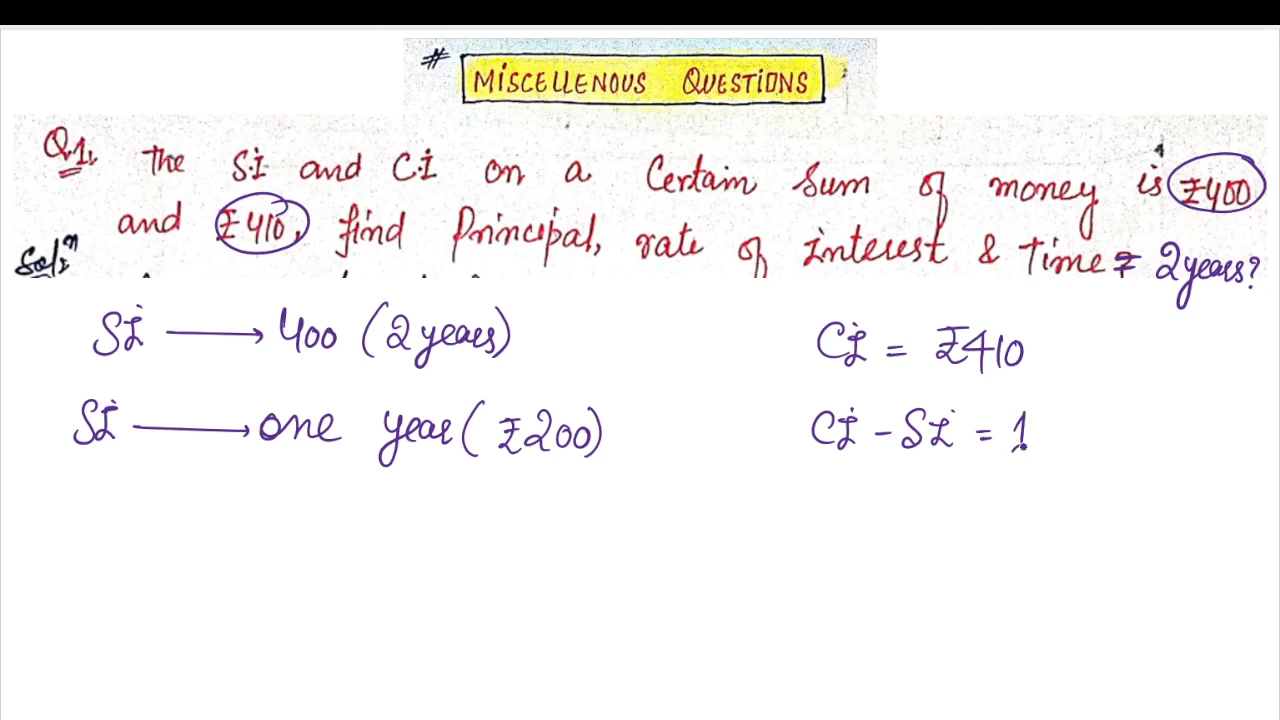 # MISCELLENOUS QUESTIONS
Q.1. The S.I and C.I on a Certain Sum of money is ₹400
and ₹410, find Principal, rate of interest & Time = 2years?
Solⁿ:
SI → 400 (2 years)
CI = ₹410
SI → one year (₹200)
CI - SI = 1